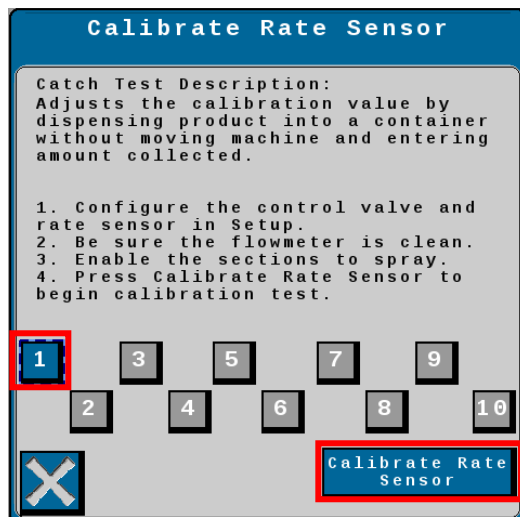 Calibrate Rate Sensor
Catch Test Description:
Adjusts the calibration value by
dispensing product into a container
without moving machine and entering
amount collected.
1. Configure the control valve and
rate sensor in Setup.
2. Be sure the flowmeter is clean.
3. Enable the sections to spray.
4. Press Calibrate Rate Sensor to
begin calibration test.
1 3 5 7 9
2 4 6 8 10
Calibrate Rate
Sensor